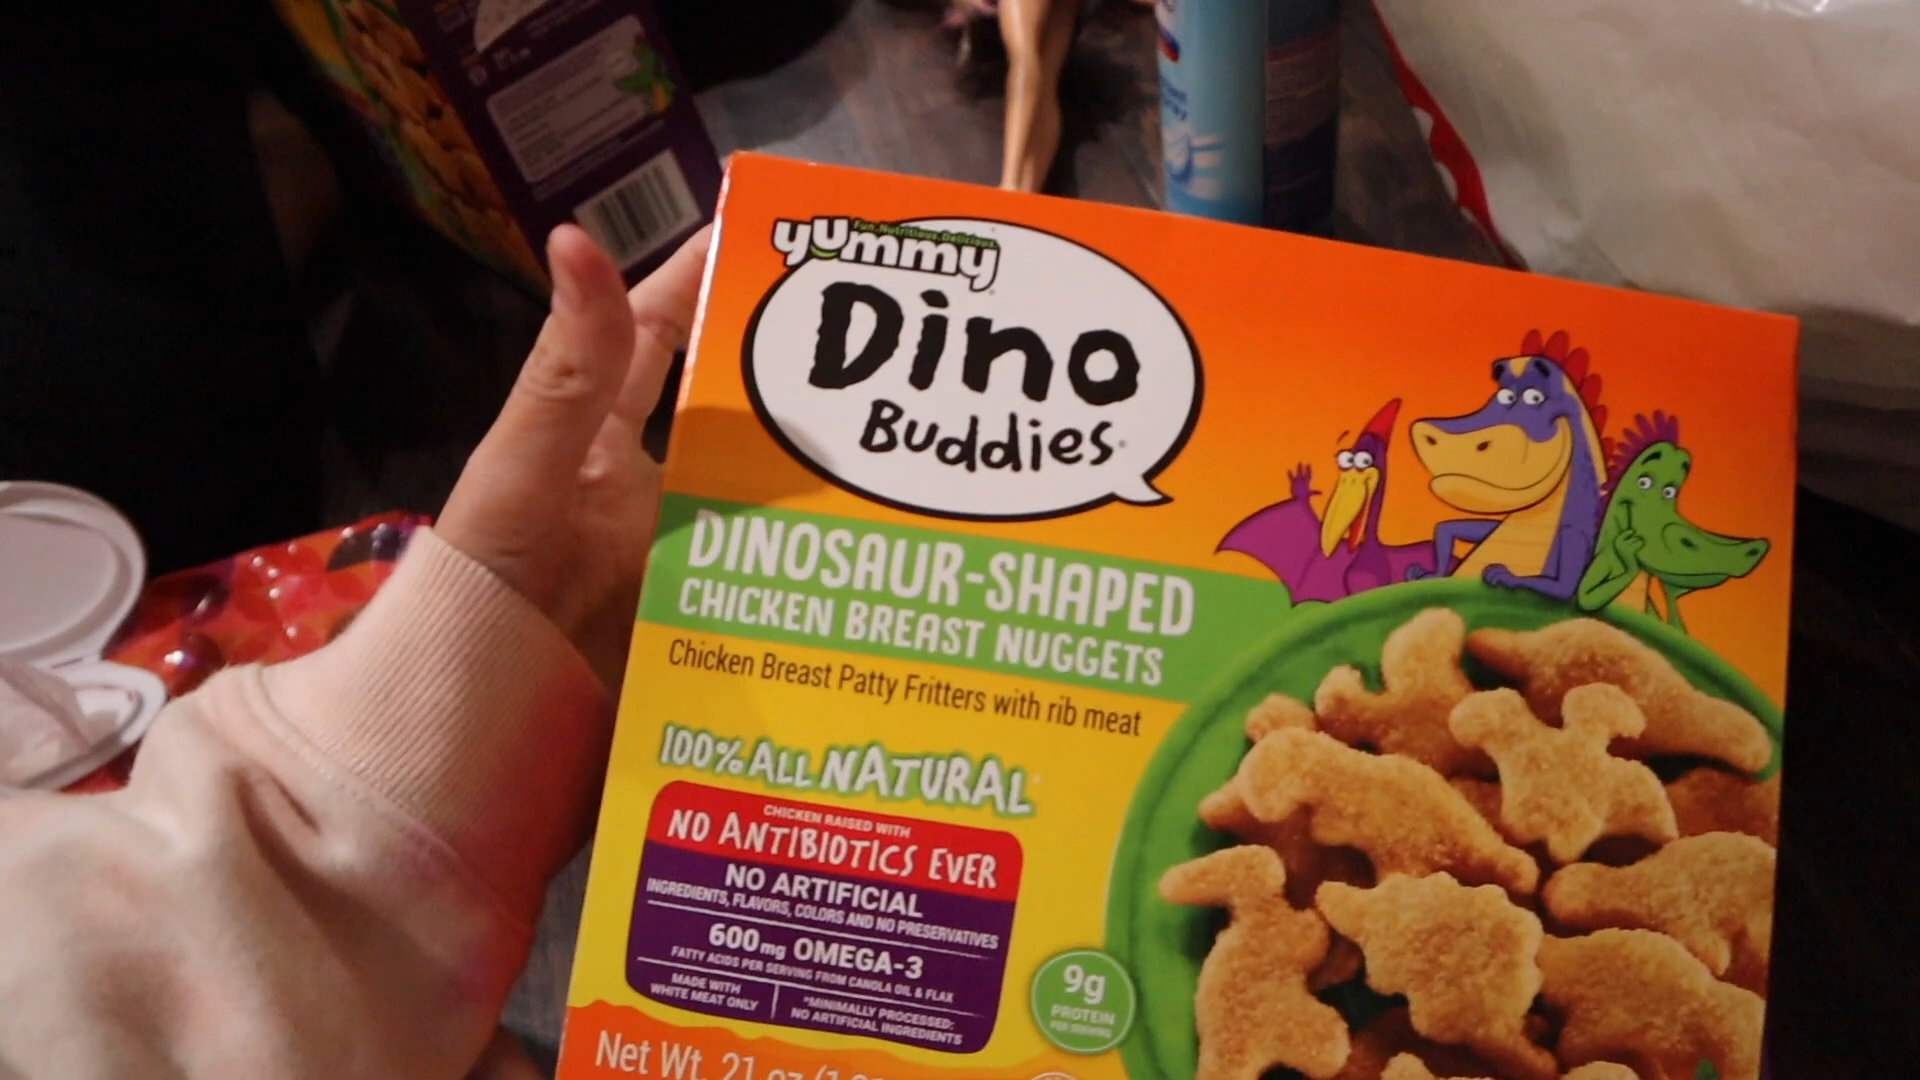 Fun.Nutritious.Delicious
yummy
Dino
Buddies
DINOSAUR-SHAPED
CHICKEN BREAST NUGGETS
Chicken Breast Patty Fritters with rib meat
100% ALL NATURAL*
CHICKEN RAISED WITH
NO ANTIBIOTICS EVER
NO ARTIFICIAL
INGREDIENTS, FLAVORS, COLORS AND NO PRESERVATIVES
600mg OMEGA-3
FATTY ACIDS PER SERVING FROM CANOLA OIL & FLAX
MADE WITH
WHITE MEAT ONLY
*MINIMALLY PROCESSED:
NO ARTIFICIAL INGREDIENTS
9g
PROTEIN
PER SERVING
Net Wt. 21 oz